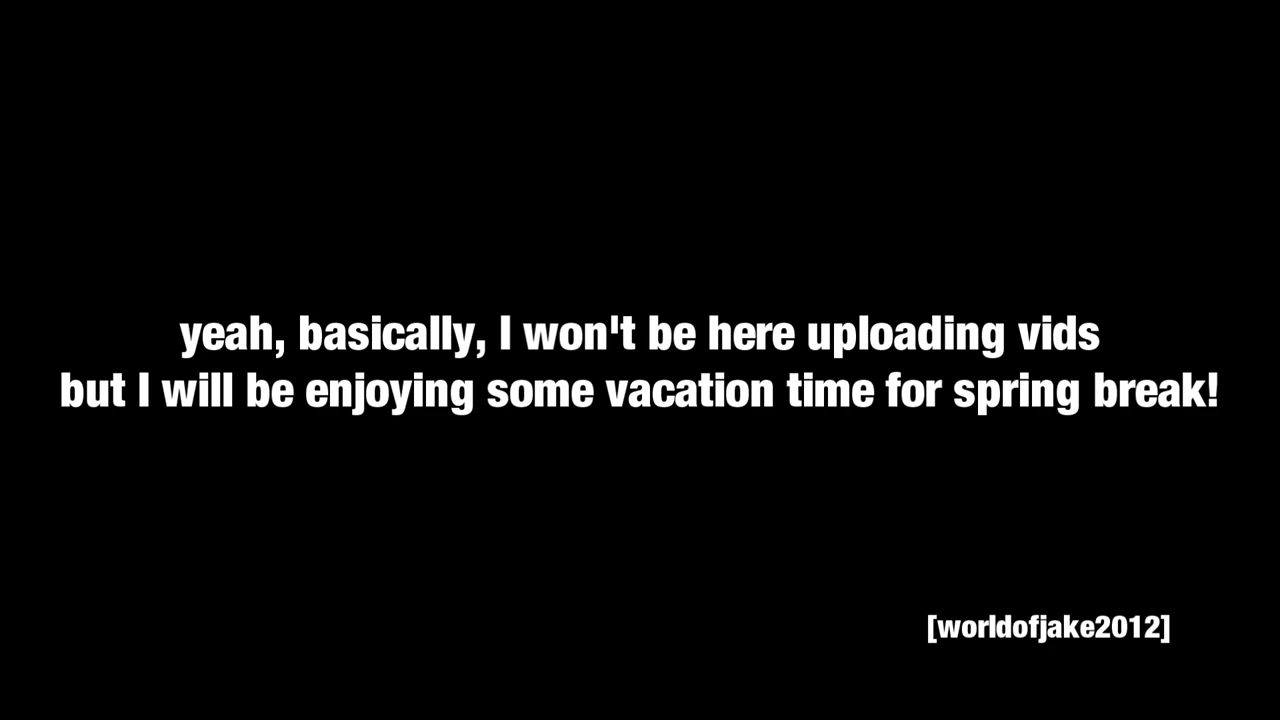 yeah, basically, I won't be here uploading vids
but I will be enjoying some vacation time for spring break!
[worldofjake2012]